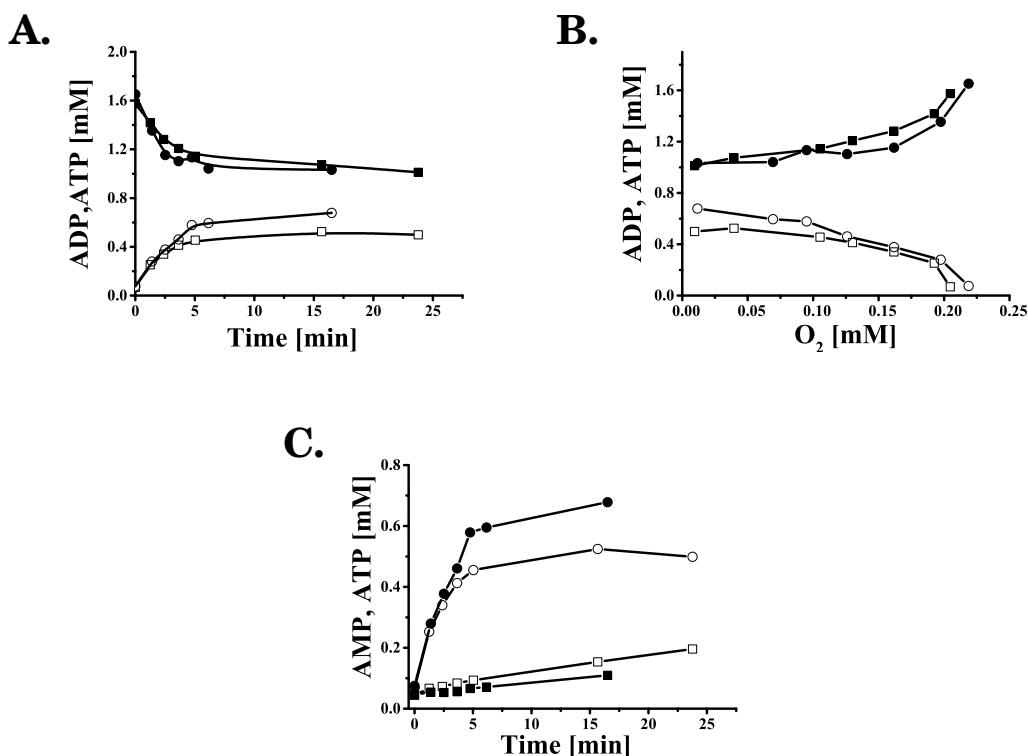 A.
2.0
1.6
1.2
0.8
0.4
0.0
ADP,ATP [mM]
0 5 10 15 20 25
Time [min]
B.
1.6
1.2
0.8
0.4
0.0
ADP, ATP [mM]
0.00 0.05 0.10 0.15 0.20 0.25
O₂ [mM]
C.
0.8
0.6
0.4
0.2
0.0
AMP, ATP [mM]
0 5 10 15 20 25
Time [min]